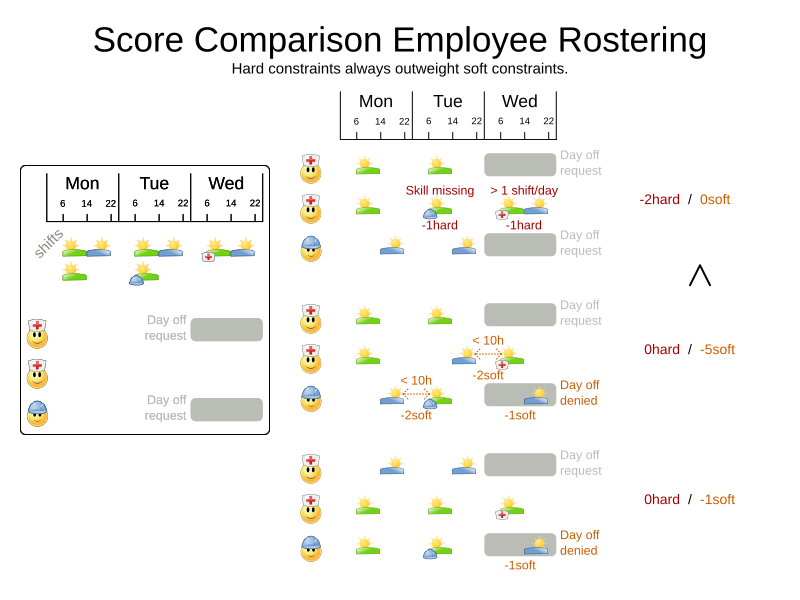 Score Comparison Employee Rostering
Hard constraints always outweight soft constraints.
Mon Tue Wed
6 14 22 6 14 22 6 14 22
shifts
Day off
request
Day off
request
Mon Tue Wed
6 14 22 6 14 22 6 14 22
Day off
request
Skill missing > 1 shift/day
-1hard -1hard
-2hard / 0soft
Day off
request
Day off
request
< 10h
-2soft
0hard / -5soft
< 10h
-2soft
Day off
denied
-1soft
Day off
request
0hard / -1soft
Day off
denied
-1soft